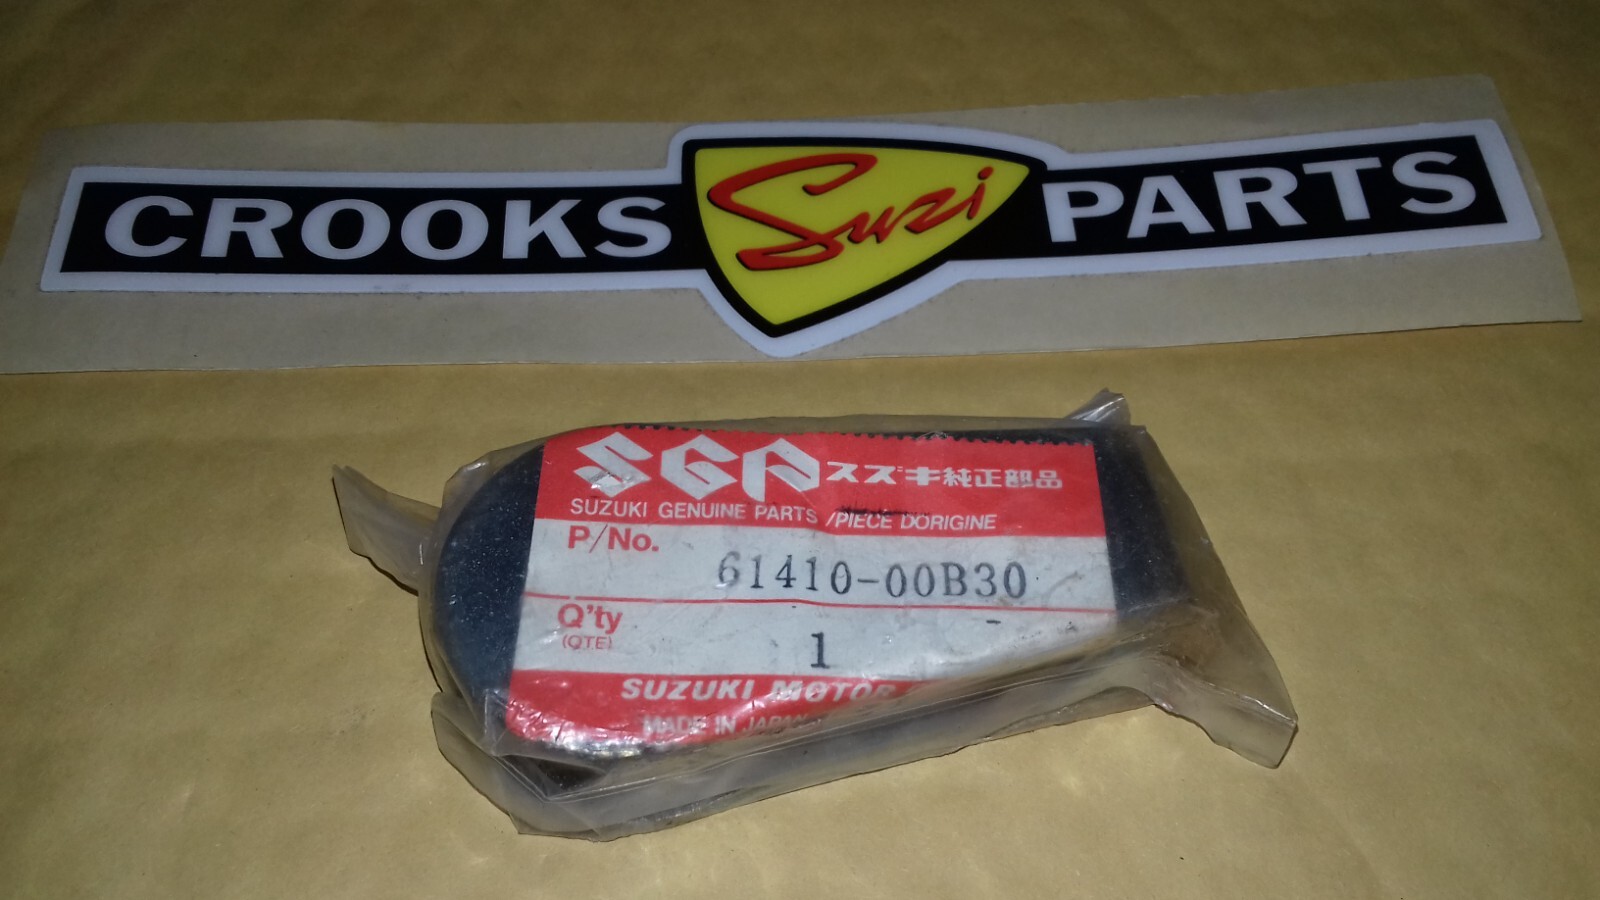 CROOKS Suzi PARTS
SGP スズキ純正部品
SUZUKI GENUINE PARTS /PIECE DORIGINE
P/No.
61410-00B30
Q'ty
(QTE)
1
SUZUKI MOTOR
MADE IN JAPAN